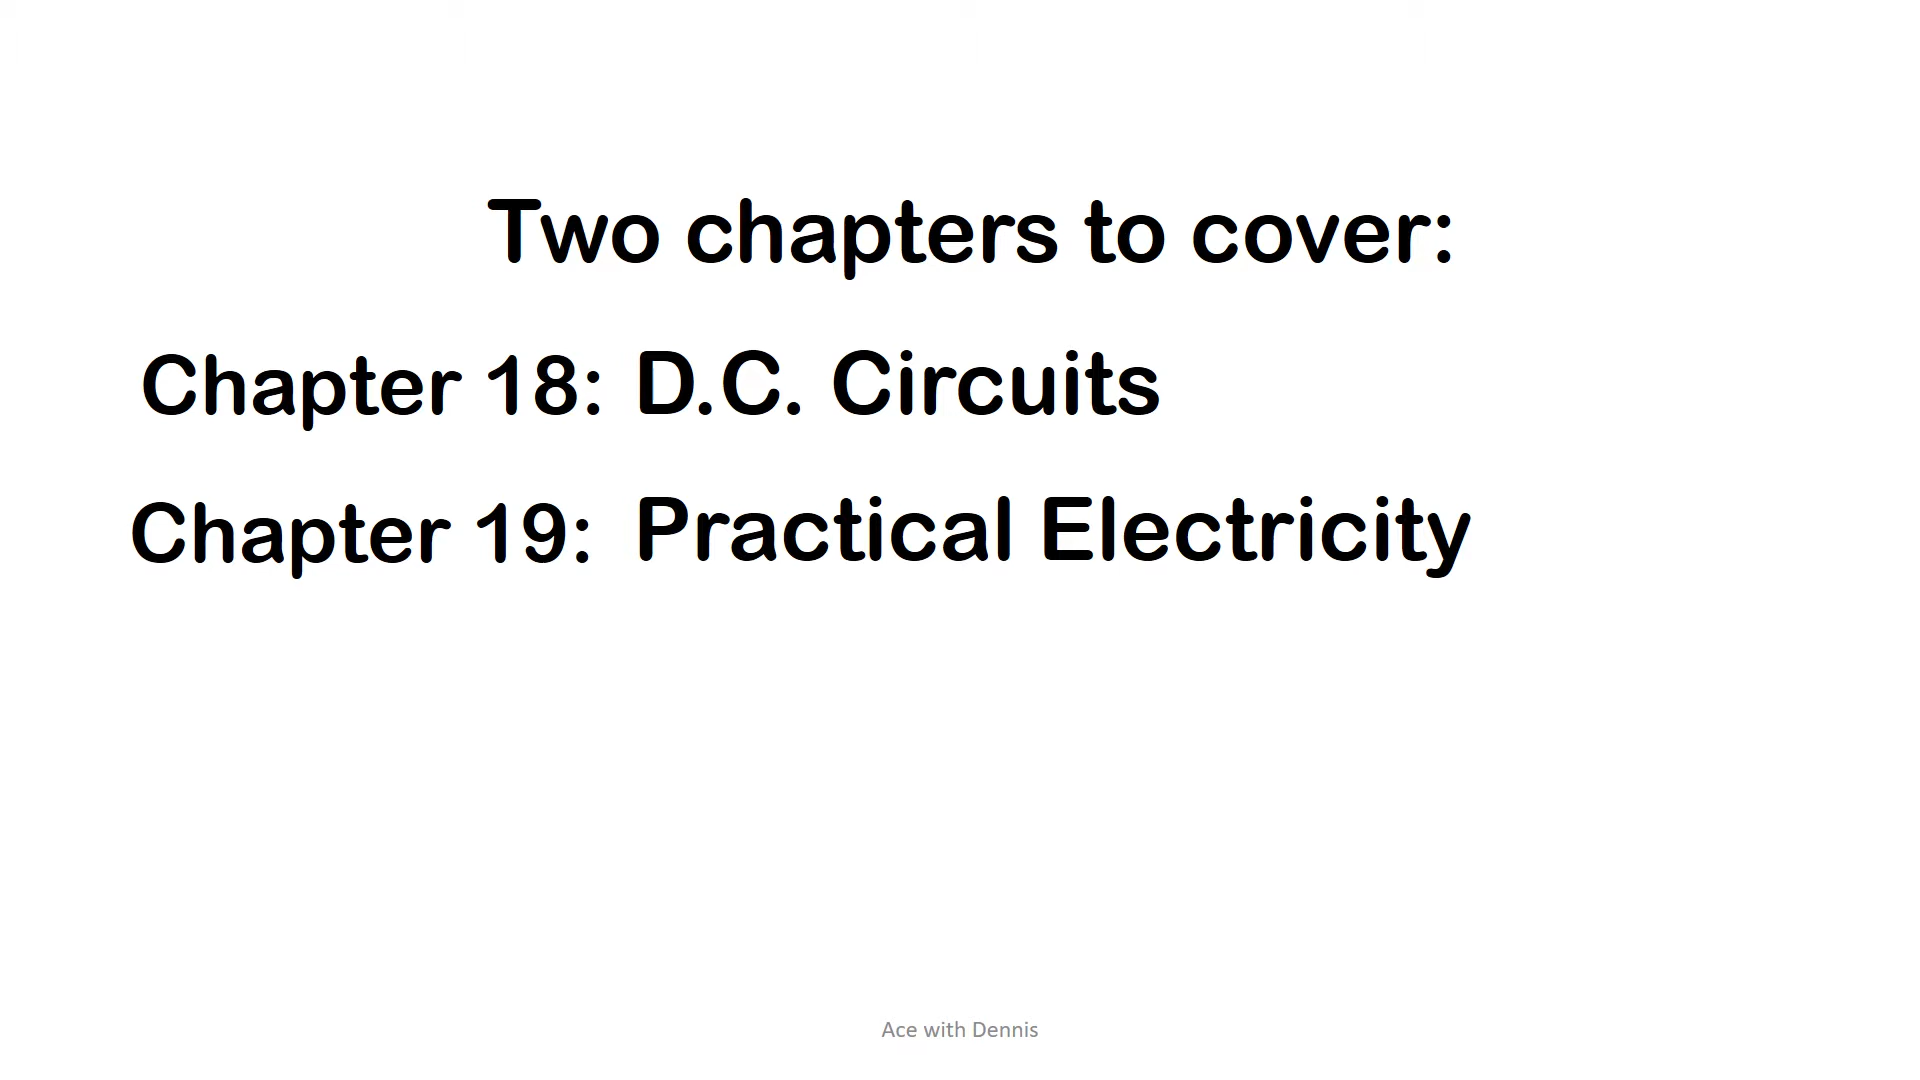 Two chapters to cover:
Chapter 18: D.C. Circuits
Chapter 19: Practical Electricity
Ace with Dennis